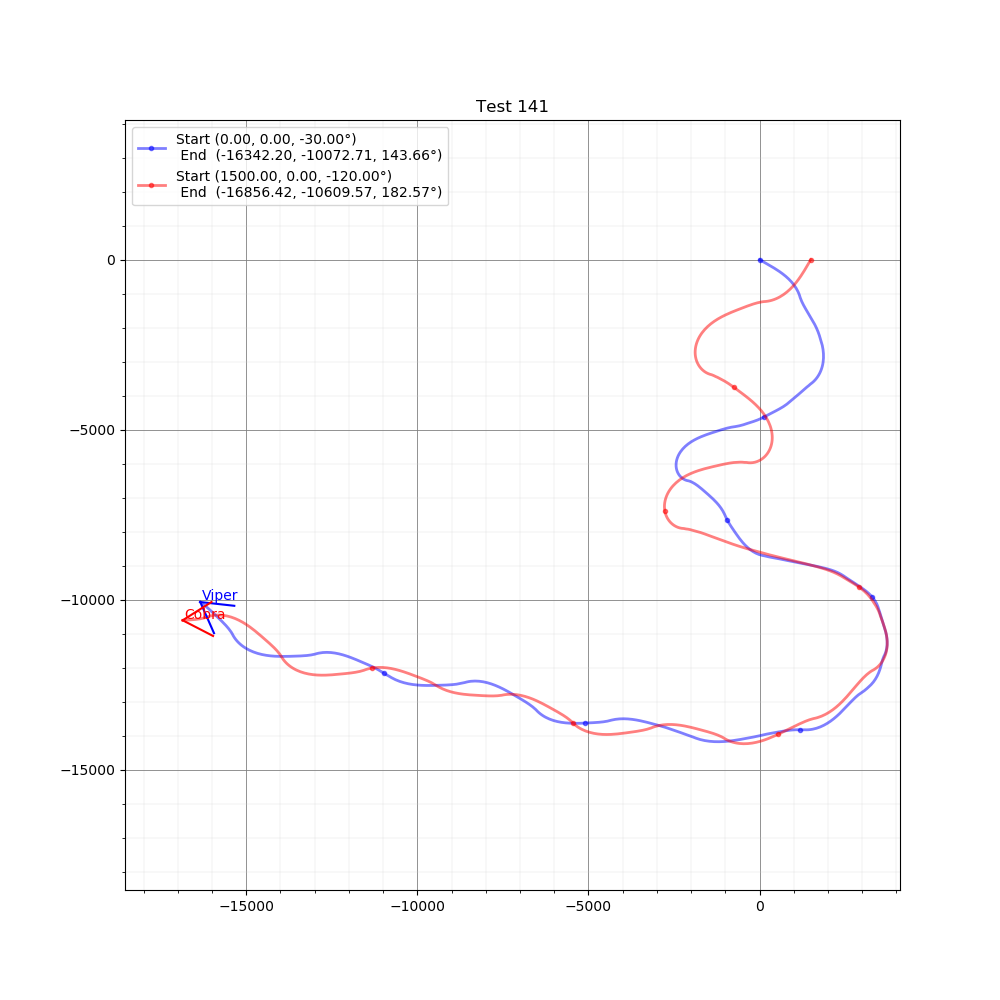 Test 141
Start (0.00, 0.00, -30.00°)
End  (-16342.20, -10072.71, 143.66°)
Start (1500.00, 0.00, -120.00°)
End  (-16856.42, -10609.57, 182.57°)
0
−5000
−10000
−15000
Viper
Cobra
−15000
−10000
−5000
0